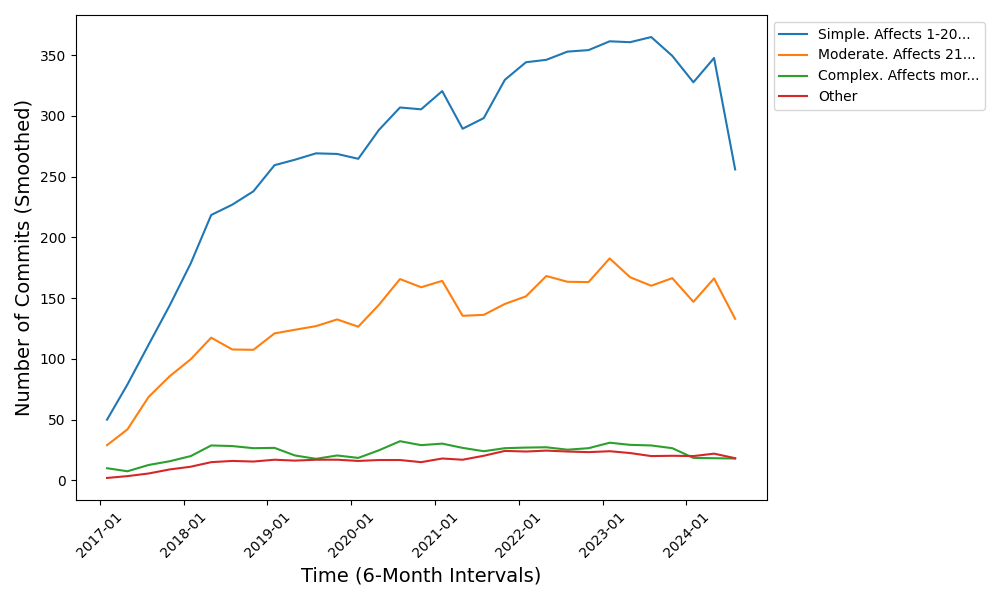 Number of Commits (Smoothed)
350
300
250
200
150
100
50
0
2017-01
2018-01
2019-01
2020-01
2021-01
2022-01
2023-01
2024-01
Time (6-Month Intervals)
Simple. Affects 1-20...
Moderate. Affects 21...
Complex. Affects mor...
Other